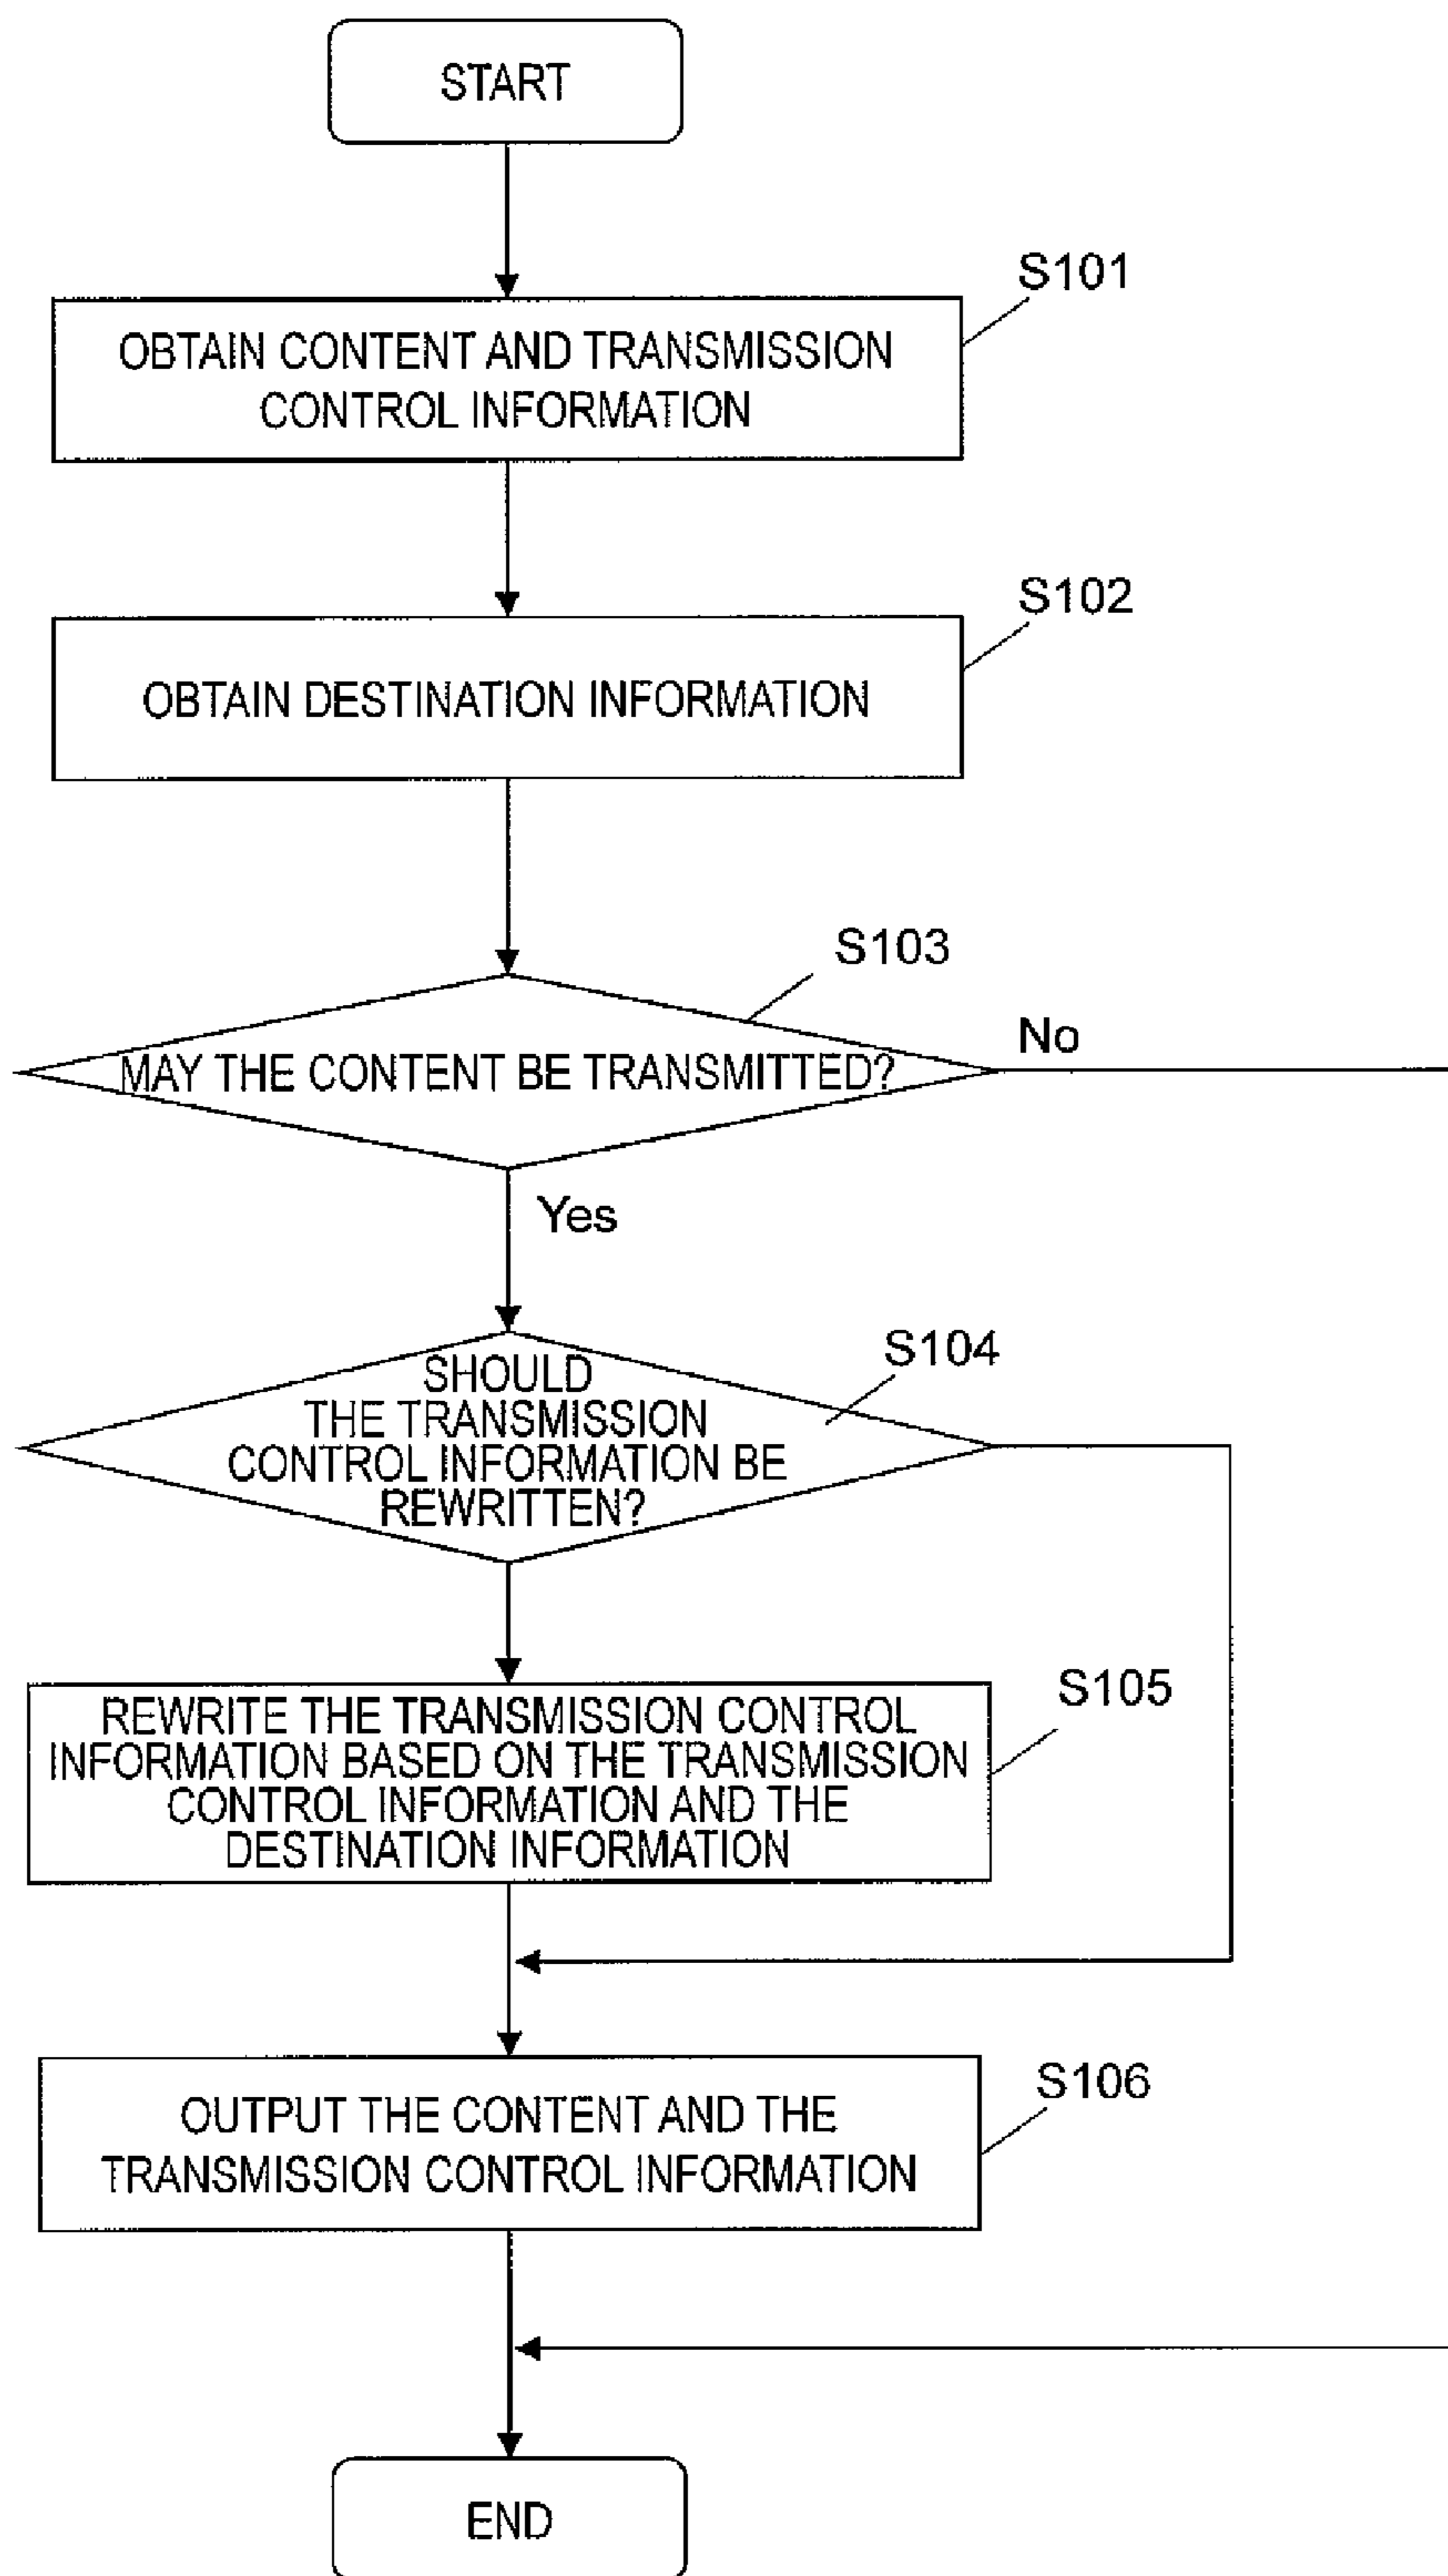 START
S101
OBTAIN CONTENT AND TRANSMISSION
CONTROL INFORMATION
S102
OBTAIN DESTINATION INFORMATION
S103
MAY THE CONTENT BE TRANSMITTED?
No
Yes
S104
SHOULD
THE TRANSMISSION
CONTROL INFORMATION BE
REWRITTEN?
S105
REWRITE THE TRANSMISSION CONTROL
INFORMATION BASED ON THE TRANSMISSION
CONTROL INFORMATION AND THE
DESTINATION INFORMATION
S106
OUTPUT THE CONTENT AND THE
TRANSMISSION CONTROL INFORMATION
END